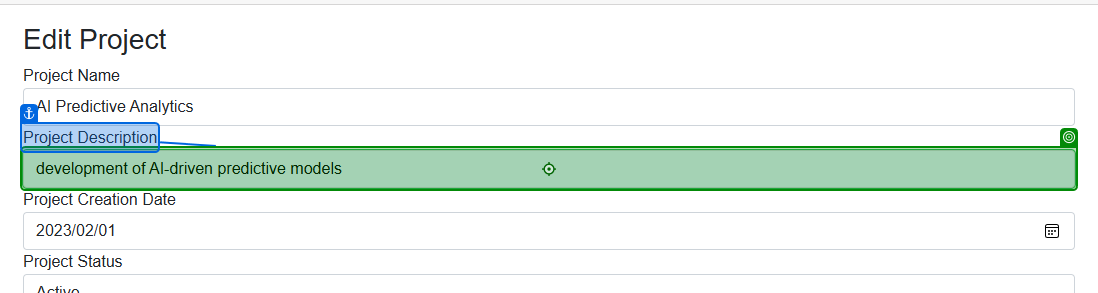 Edit Project
Project Name
AI Predictive Analytics
Project Description
development of AI-driven predictive models
Project Creation Date
2023/02/01
Project Status
Active